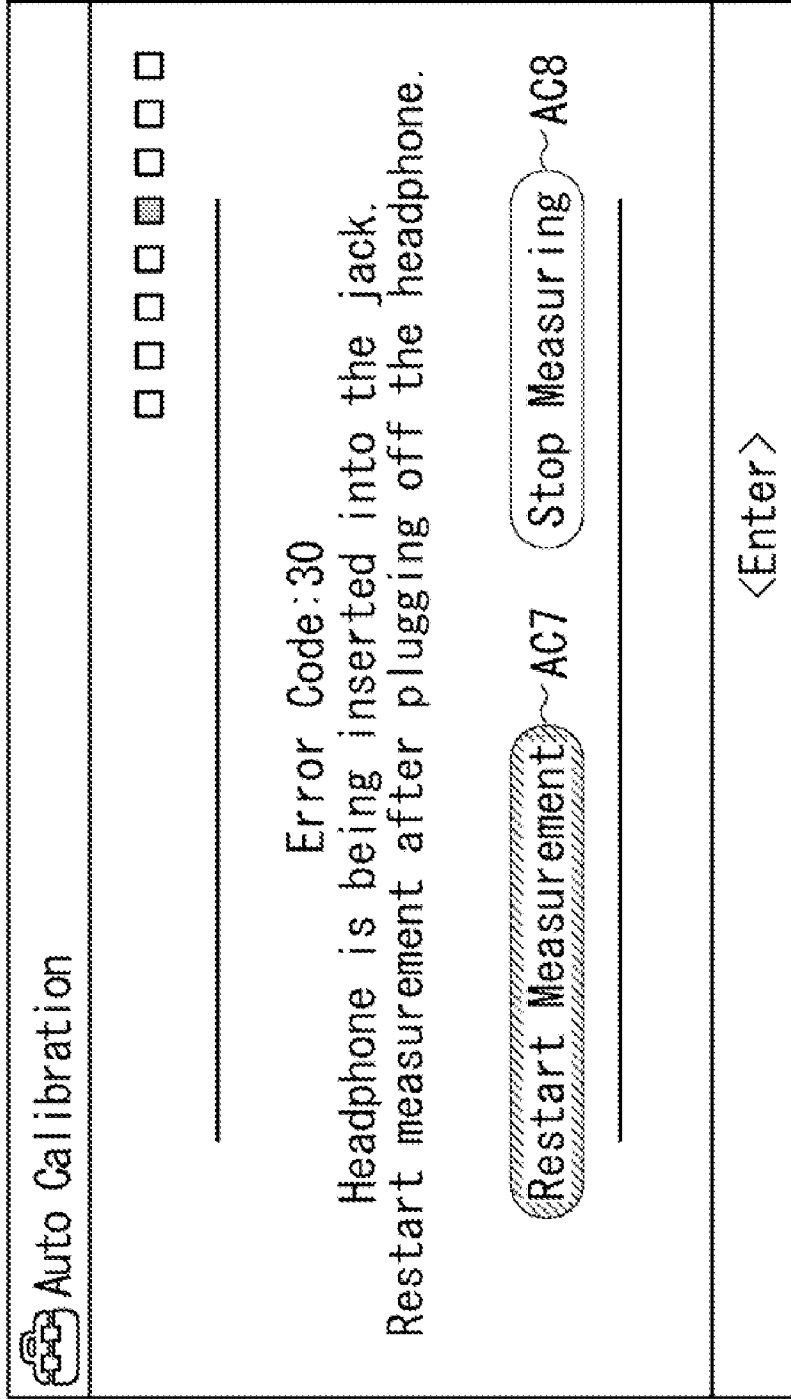 Auto Calibration
Error Code:30
Headphone is being inserted into the jack.
Restart measurement after plugging off the headphone.
Restart Measurement AC7 Stop Measuring AC8
<Enter>